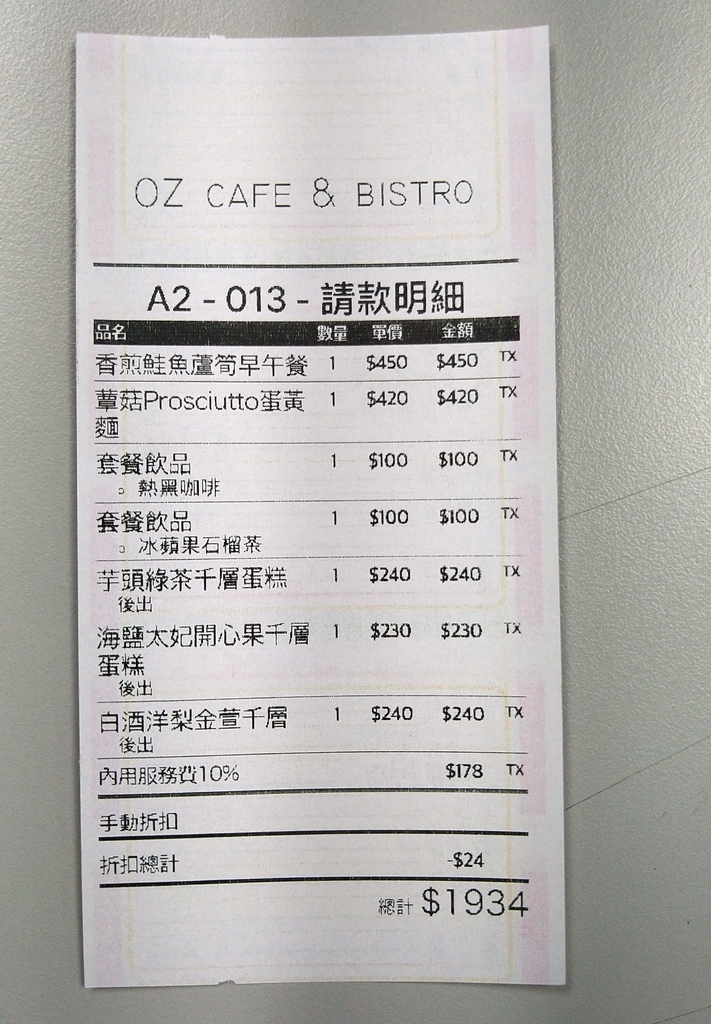 OZ CAFE & BISTRO
A2 - 013 - 請款明細
品名 數量 單價 金額
香煎鮭魚蘆筍早午餐 1 $450 $450 TX
蕈菇Prosciutto蛋黃 1 $420 $420 TX
麵
套餐飲品 1 $100 $100 TX
。熱黑咖啡
套餐飲品 1 $100 $100 TX
。冰蘋果石榴茶
芋頭綠茶千層蛋糕 1 $240 $240 TX
後出
海鹽太妃開心果千層 1 $230 $230 TX
蛋糕
後出
白酒洋梨金萱千層 1 $240 $240 TX
後出
內用服務費10% $178 TX
手動折扣
折扣總計 -$24
總計 $1934